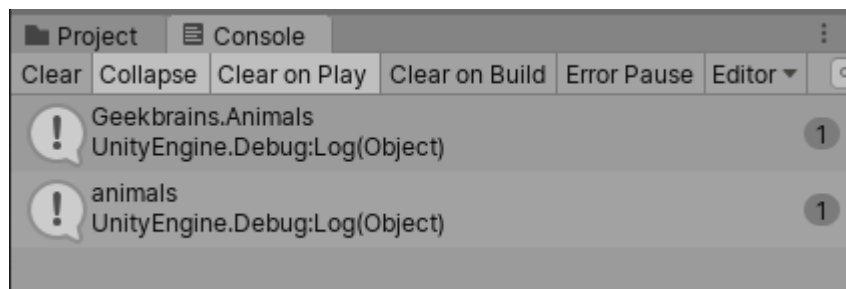 Project Console
Clear Collapse Clear on Play Clear on Build Error Pause Editor
Geekbrains.Animals
UnityEngine.Debug:Log(Object)
1
animals
UnityEngine.Debug:Log(Object)
1